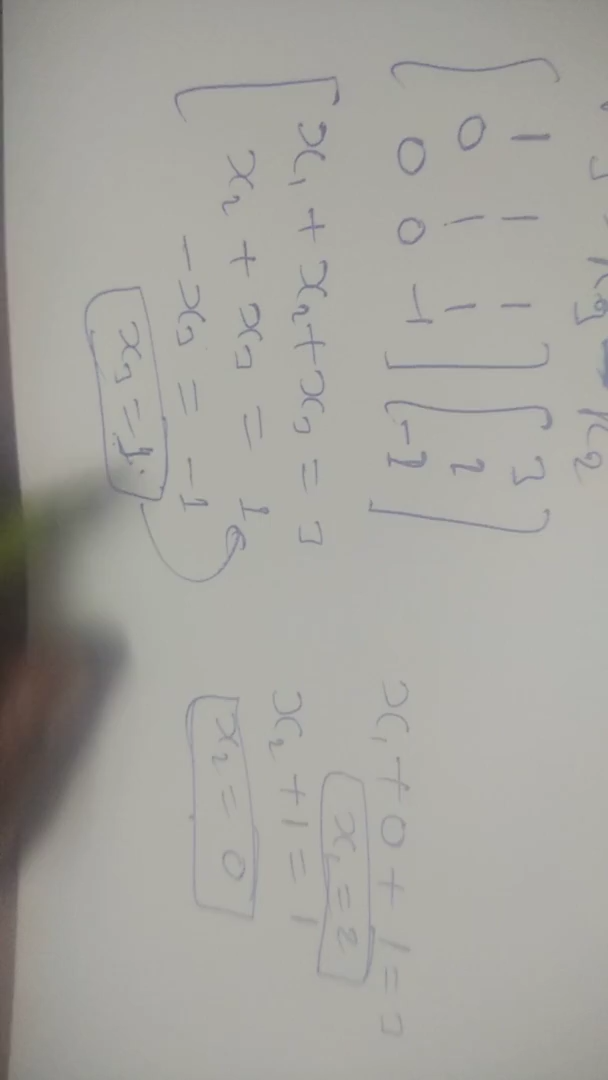 [ 1 1 1 ] [ 3
0 1 1 1
0 0 -1 ] [ -1 ]
[ x₁ + x₂ + x₃ = 3
x₂ + x₃ = 1
-x₃ = -1
x₃ = 1
x₁ + 0 + 1 = 3
x₁ = 2
x₂ + 1 = 1
x₂ = 0